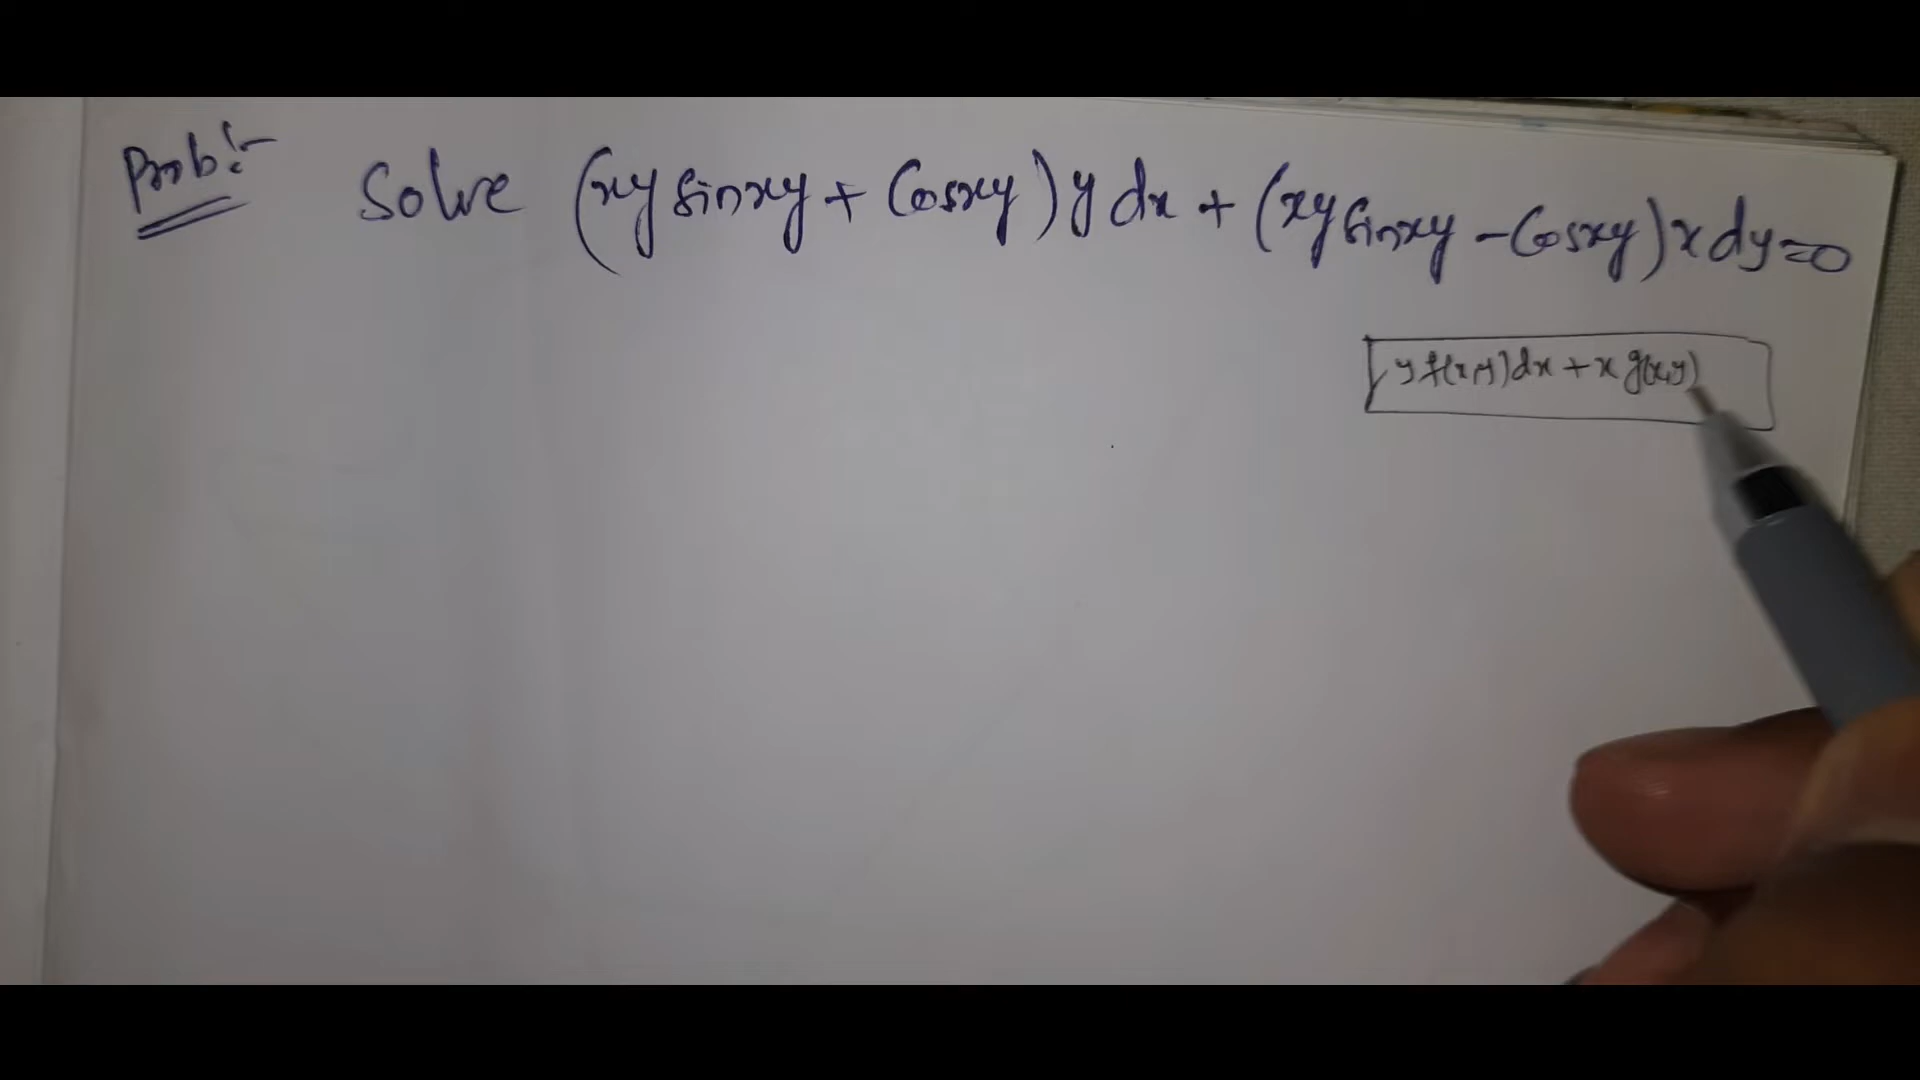 Prob:-
Solve (xy sinxy + Cosxy) y dx + (xy sinxy - Cosxy) x dy = 0
y f(x,y) dx + x g(x,y)